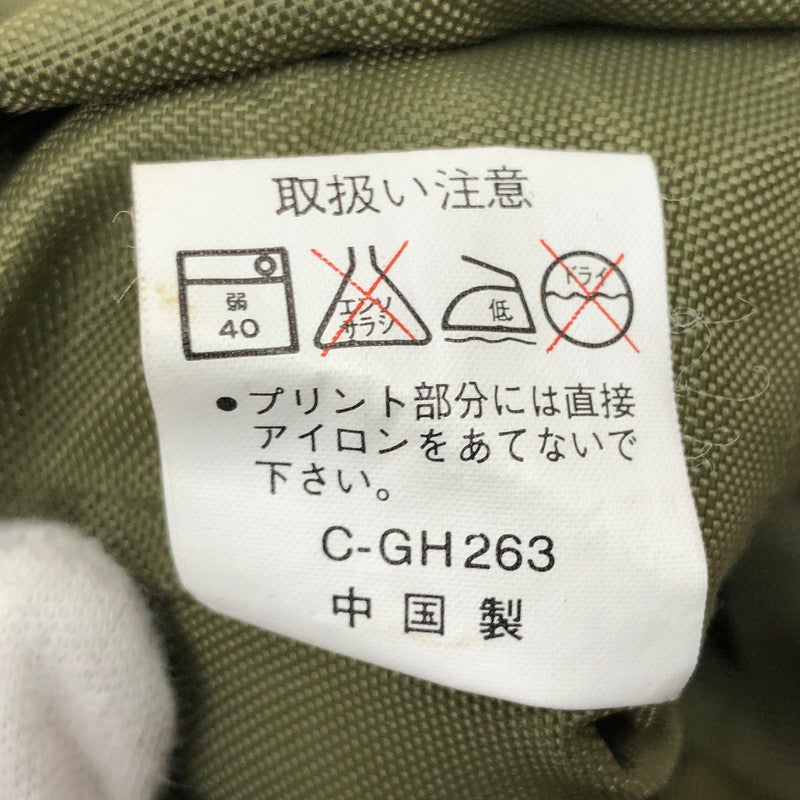 取扱い注意
弱
40
エンソ
サラシ
低
ドライ
●プリント部分には直接
アイロンをあてないで
下さい。
C-GH263
中国製